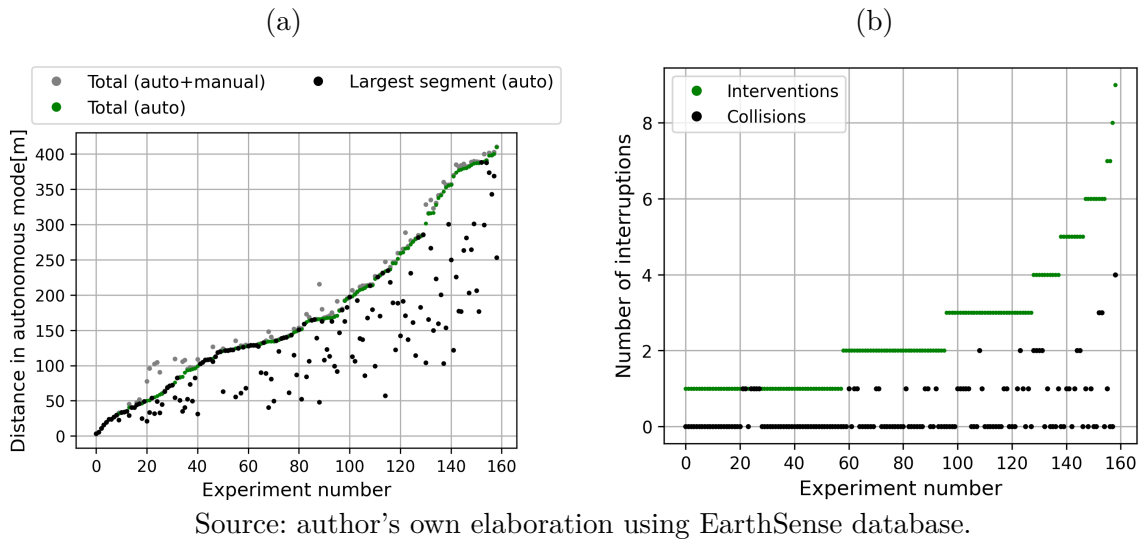 (a)
(b)
Total (auto+manual)
Largest segment (auto)
Total (auto)
Distance in autonomous mode[m]
400
350
300
250
200
150
100
50
0
0 20 40 60 80 100 120 140 160
Experiment number
Interventions
Collisions
Number of interruptions
8
6
4
2
0
0 20 40 60 80 100 120 140 160
Experiment number
Source: author's own elaboration using EarthSense database.